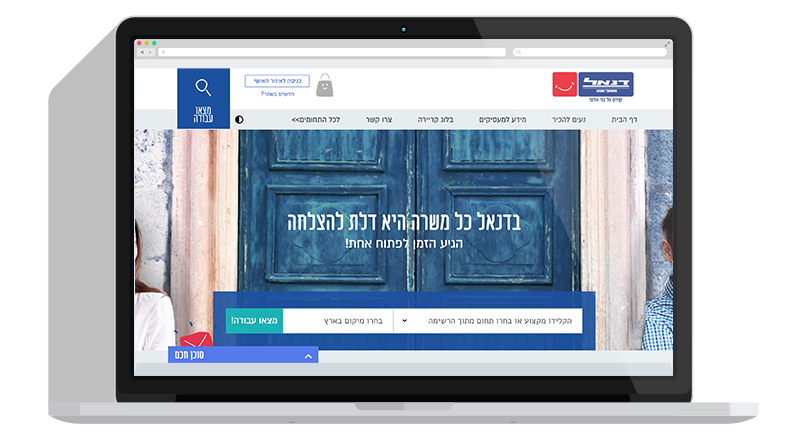 דנאל
משאבי אנוש
קודם כל בני אדם
כניסה לאיזור האישי
חדשים באתר?
מצאו
עבודה
דף הבית
נעים להכיר
מידע למעסיקים
בלוג קריירה
צרו קשר
לכל התחומים>>
בדנאל כל משרה היא דלת להצלחה
הגיע הזמן לפתוח אחת!
הקלידו מקצוע או בחרו תחום מתוך הרשימה
בחרו מיקום בארץ
מצאו עבודה!
סוכן חכם